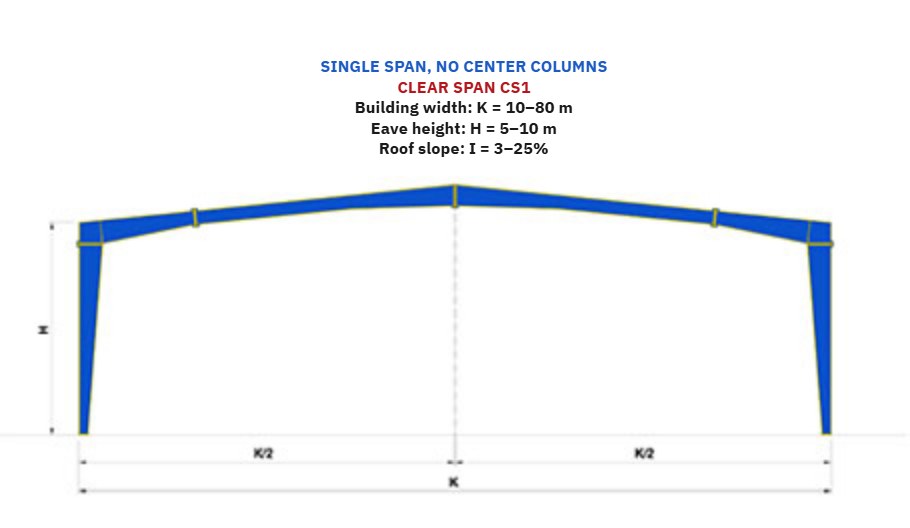 SINGLE SPAN, NO CENTER COLUMNS
CLEAR SPAN CS1
Building width: K = 10–80 m
Eave height: H = 5–10 m
Roof slope: I = 3–25%
H
K/2
K/2
K